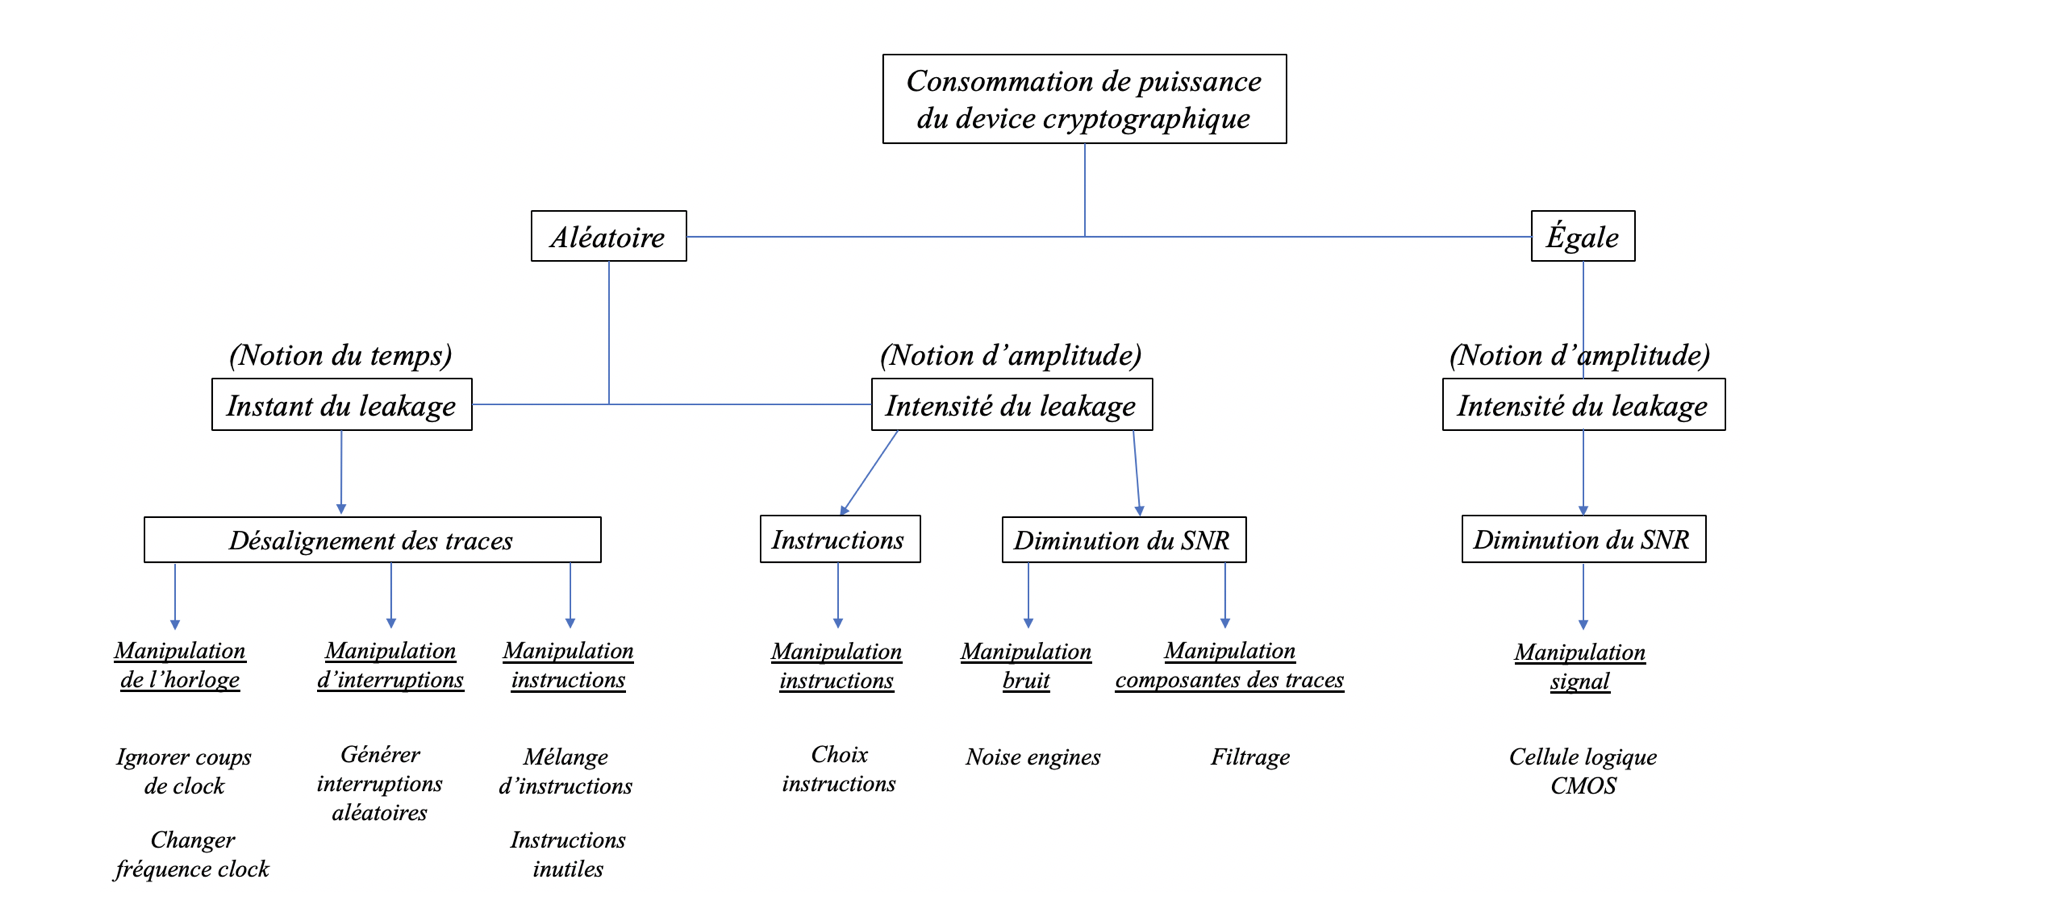 Consommation de puissance
du device cryptographique
Aléatoire
Égale
(Notion du temps)
(Notion d’amplitude)
(Notion d’amplitude)
Instant du leakage
Intensité du leakage
Intensité du leakage
Désalignement des traces
Instructions
Diminution du SNR
Diminution du SNR
Manipulation
de l’horloge
Manipulation
d’interruptions
Manipulation
instructions
Manipulation
instructions
Manipulation
bruit
Manipulation
composantes des traces
Manipulation
signal
Ignorer coups
de clock
Changer
fréquence clock
Générer
interruptions
aléatoires
Mélange
d’instructions
Instructions
inutiles
Choix
instructions
Noise engines
Filtrage
Cellule logique
CMOS